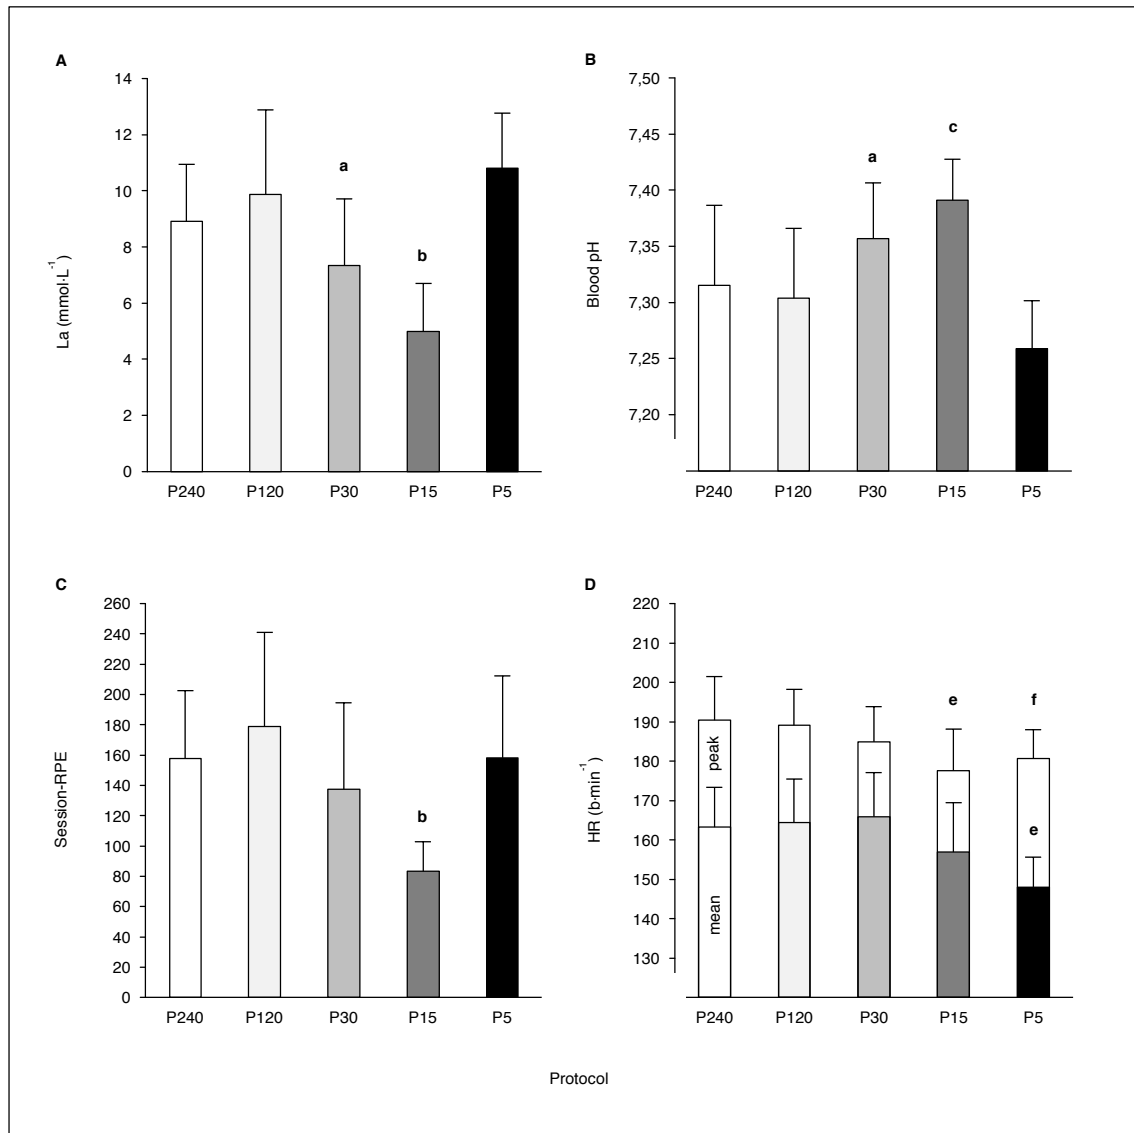 A
14
12
10
8
6
4
2
0
La (mmol·L⁻¹)
a
b
P240 P120 P30 P15 P5
B
7,50
7,45
7,40
7,35
7,30
7,25
7,20
Blood pH
a
c
P240 P120 P30 P15 P5
C
260
240
220
200
180
160
140
120
100
80
60
40
20
0
Session-RPE
b
P240 P120 P30 P15 P5
D
220
210
200
190
180
170
160
150
140
130
HR (b·min⁻¹)
peak
mean
e
f
e
P240 P120 P30 P15 P5
Protocol